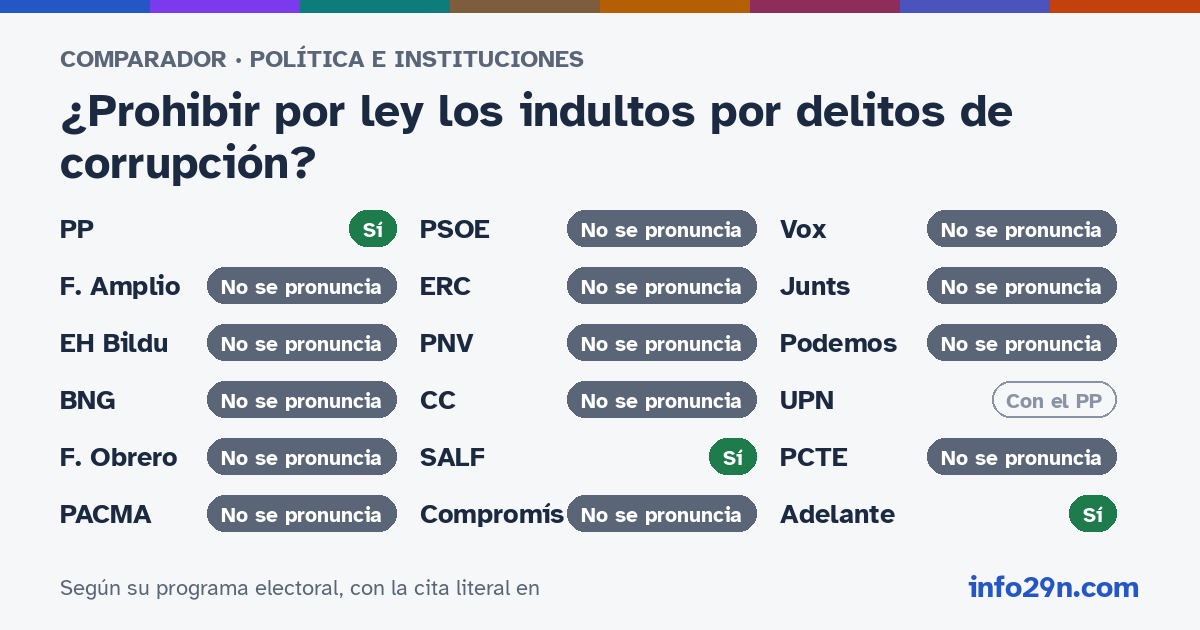 COMPARADOR · POLÍTICA E INSTITUCIONES
¿Prohibir por ley los indultos por delitos de
corrupción?
PP Sí PSOE No se pronuncia Vox No se pronuncia
F. Amplio No se pronuncia ERC No se pronuncia Junts No se pronuncia
EH Bildu No se pronuncia PNV No se pronuncia Podemos No se pronuncia
BNG No se pronuncia CC No se pronuncia UPN Con el PP
F. Obrero No se pronuncia SALF Sí PCTE No se pronuncia
PACMA No se pronuncia Compromís No se pronuncia Adelante Sí
Según su programa electoral, con la cita literal en info29n.com